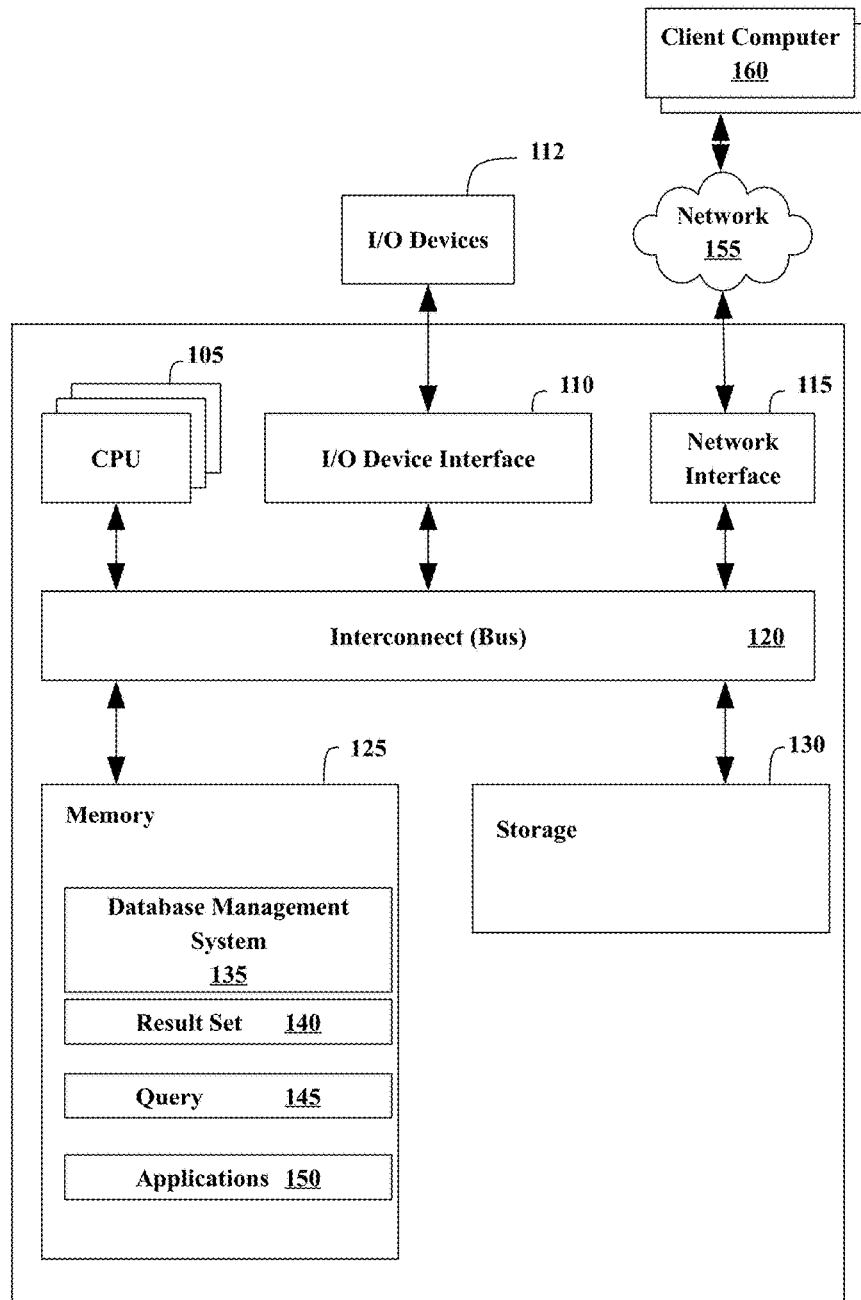 Client Computer
160
112
I/O Devices
Network
155
105
CPU
110
I/O Device Interface
115
Network
Interface
Interconnect (Bus) 120
125
Memory
130
Storage
Database Management
System
135
Result Set 140
Query 145
Applications 150